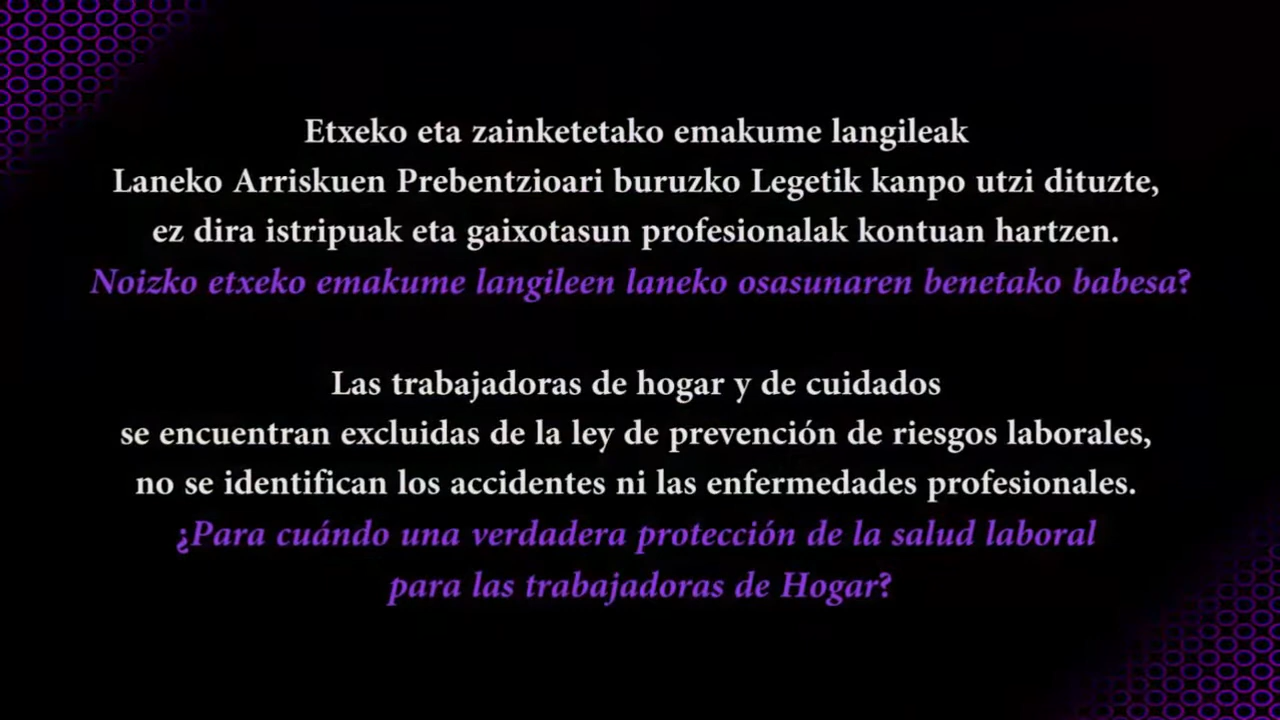 Etxeko eta zainketetako emakume langileak
Laneko Arriskuen Prebentzioari buruzko Legetik kanpo utzi dituzte,
ez dira istripuak eta gaixotasun profesionalak kontuan hartzen.
Noizko etxeko emakume langileen laneko osasunaren benetako babesa?
Las trabajadoras de hogar y de cuidados
se encuentran excluidas de la ley de prevención de riesgos laborales,
no se identifican los accidentes ni las enfermedades profesionales.
¿Para cuándo una verdadera protección de la salud laboral
para las trabajadoras de Hogar?